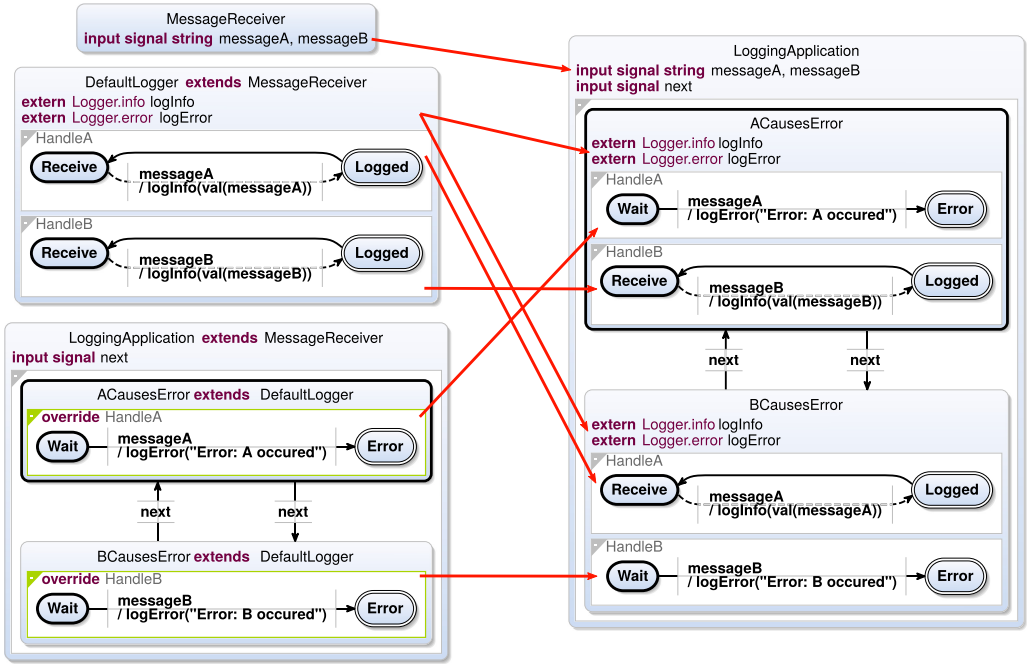 MessageReceiver
input signal string messageA, messageB
DefaultLogger extends MessageReceiver
extern Logger.info logInfo
extern Logger.error logError
- HandleA
Receive
messageA
/ logInfo(val(messageA))
Logged
- HandleB
Receive
messageB
/ logInfo(val(messageB))
Logged
LoggingApplication extends MessageReceiver
input signal next
-
ACausesError extends DefaultLogger
- override HandleA
Wait
messageA
/ logError("Error: A occured")
Error
next
next
BCausesError extends DefaultLogger
- override HandleB
Wait
messageB
/ logError("Error: B occured")
Error
LoggingApplication
input signal string messageA, messageB
input signal next
-
ACausesError
extern Logger.info logInfo
extern Logger.error logError
- HandleA
Wait
messageA
/ logError("Error: A occured")
Error
- HandleB
Receive
messageB
/ logInfo(val(messageB))
Logged
next
next
BCausesError
extern Logger.info logInfo
extern Logger.error logError
- HandleA
Receive
messageA
/ logInfo(val(messageA))
Logged
- HandleB
Wait
messageB
/ logError("Error: B occured")
Error